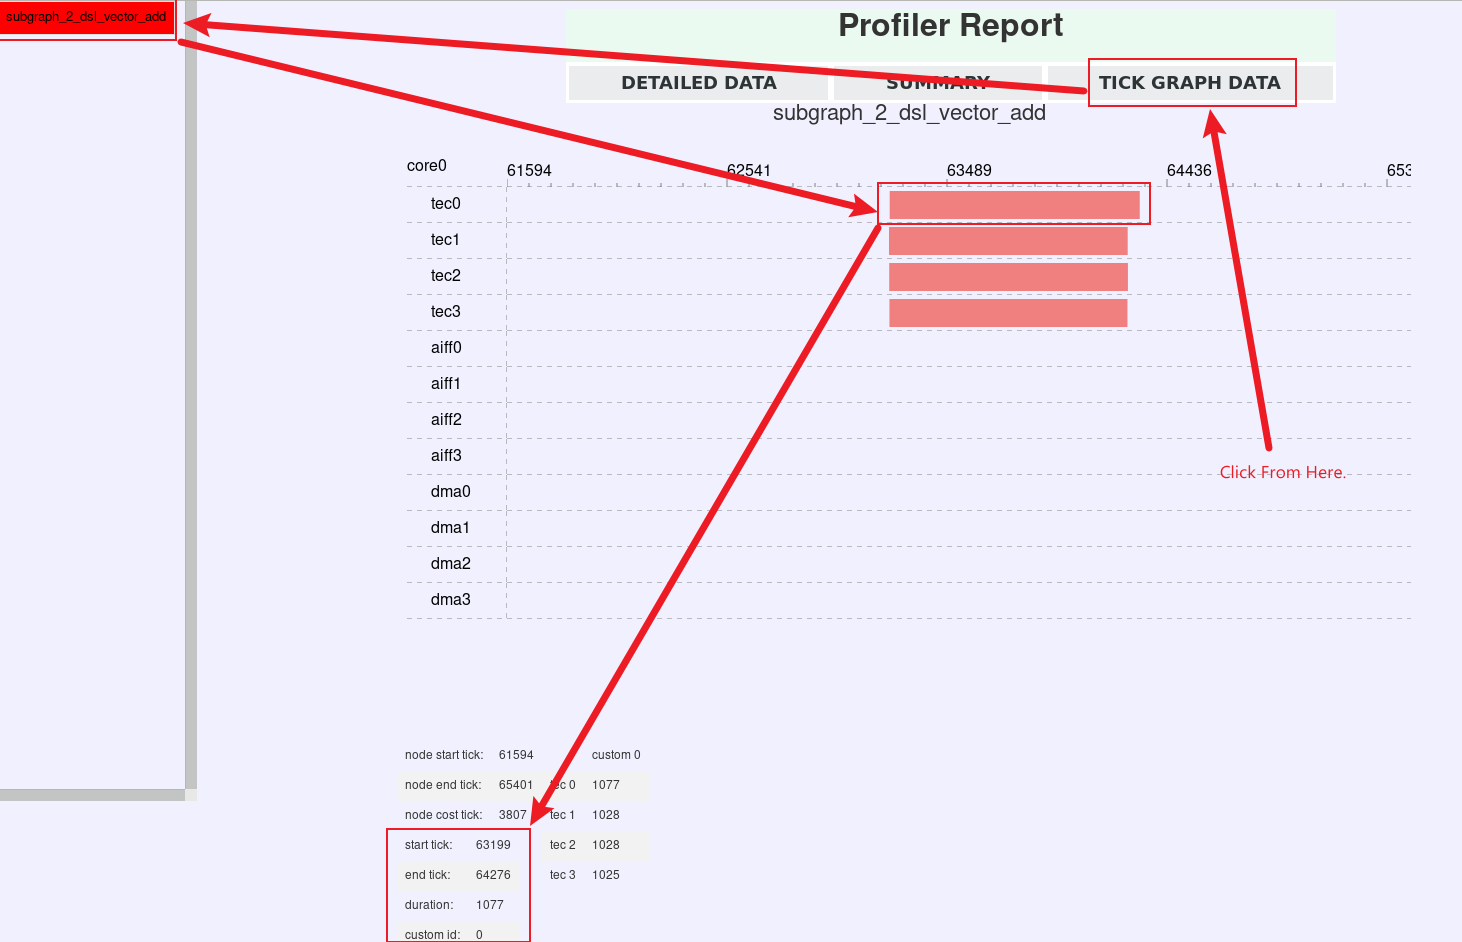 subgraph_2_dsl_vector_add
Profiler Report
DETAILED DATA SUMMARY TICK GRAPH DATA
subgraph_2_dsl_vector_add
core0 61594 62541 63489 64436 653
tec0
tec1
tec2
tec3
aiff0
aiff1
aiff2
aiff3
Click From Here.
dma0
dma1
dma2
dma3
node start tick: 61594 custom 0
node end tick: 65401 tec 0 1077
node cost tick: 3807 tec 1 1028
start tick: 63199 tec 2 1028
end tick: 64276 tec 3 1025
duration: 1077
custom id: 0